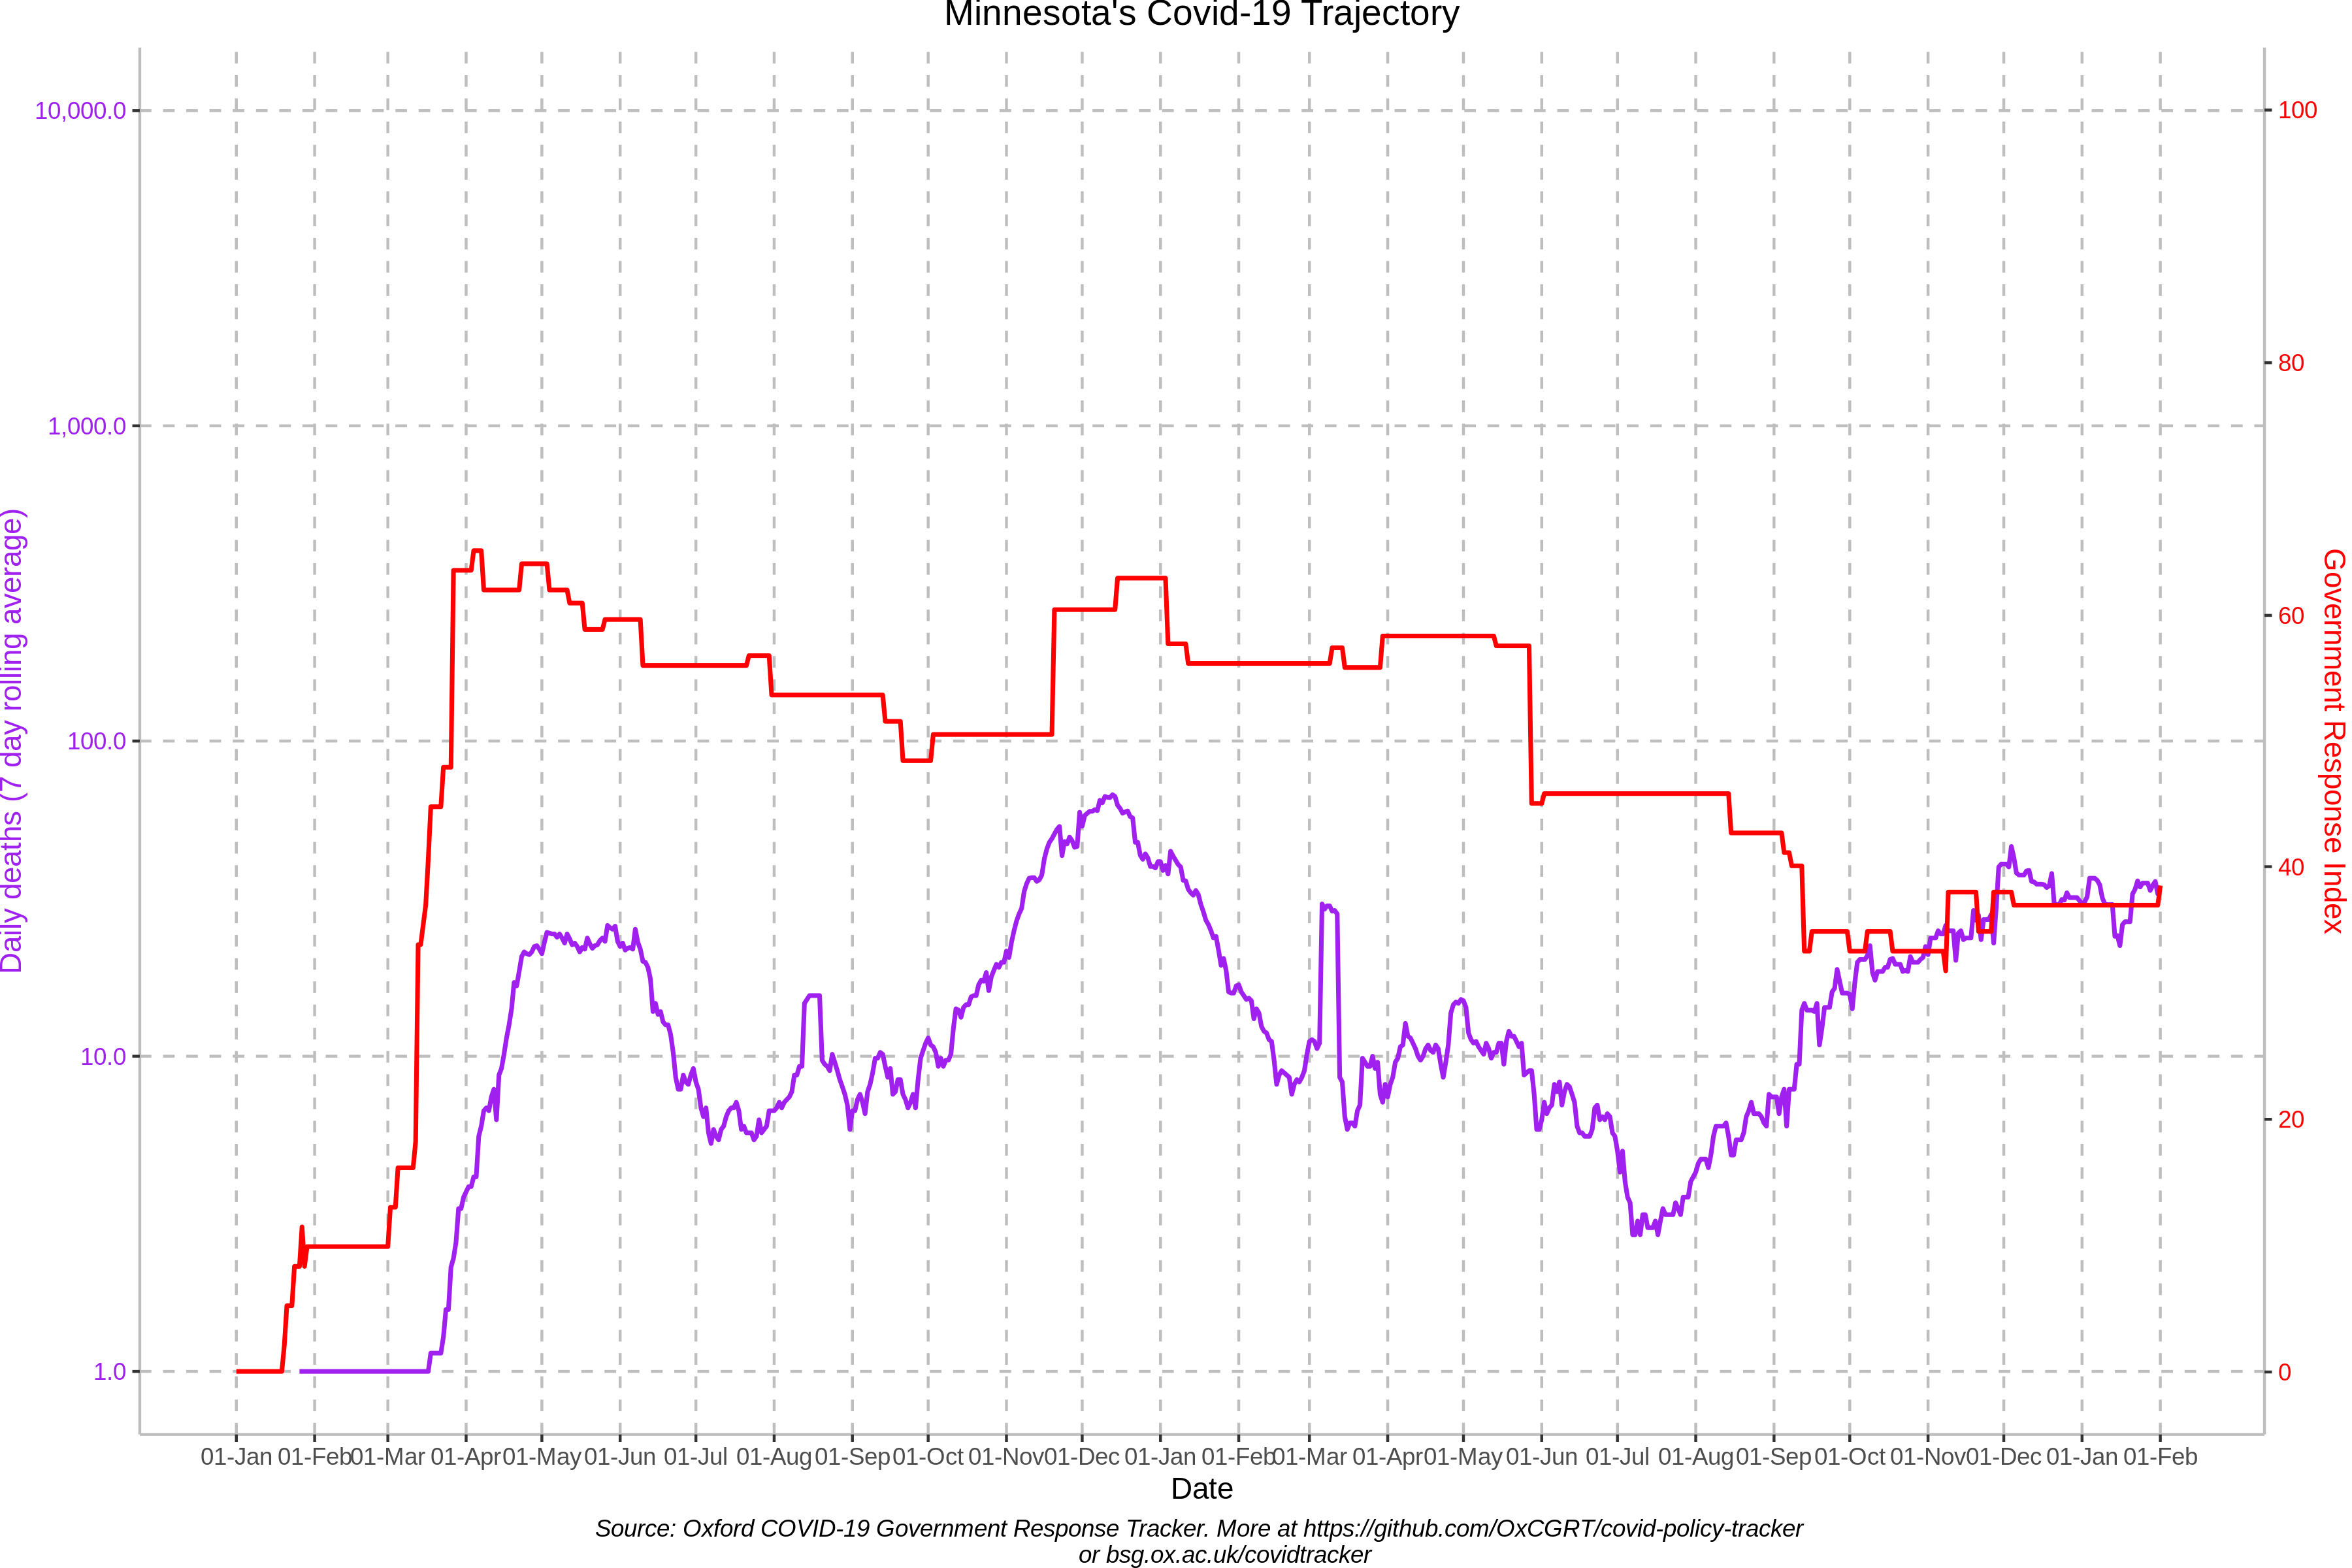 Minnesota's Covid-19 Trajectory
10,000.0
1,000.0
100.0
10.0
1.0
Daily deaths (7 day rolling average)
100
80
60
40
20
0
Government Response Index
01-Jan 01-Feb 01-Mar 01-Apr 01-May 01-Jun 01-Jul 01-Aug 01-Sep 01-Oct 01-Nov 01-Dec 01-Jan 01-Feb 01-Mar 01-Apr 01-May 01-Jun 01-Jul 01-Aug 01-Sep 01-Oct 01-Nov 01-Dec 01-Jan 01-Feb
Date
Source: Oxford COVID-19 Government Response Tracker. More at https://github.com/OxCGRT/covid-policy-tracker
or bsg.ox.ac.uk/covidtracker